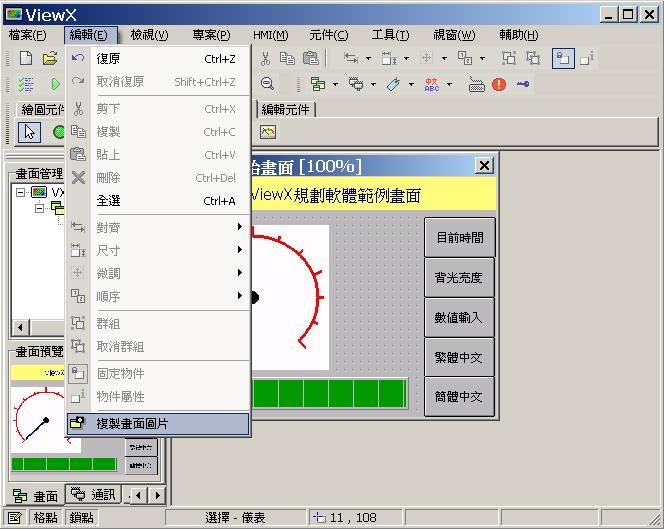 ViewX
檔案(F) 編輯(E) 檢視(V) 專案(P) HMI(M) 元件(C) 工具(T) 視窗(W) 輔助(H)
復原 Ctrl+Z
取消復原 Shift+Ctrl+Z
剪下 Ctrl+X
複製 Ctrl+C
貼上 Ctrl+V
刪除 Ctrl+Del
全選 Ctrl+A
對齊
尺寸
微調
順序
群組
取消群組
固定物件
物件屬性
複製畫面圖片
中文
ABC
繪圖元件
編輯元件
畫面管理
VX
始畫面 [100%]
ViewX規劃軟體範例畫面
目前時間
背光亮度
數值輸入
繁體中文
簡體中文
畫面預覽
畫面 通訊
格點 鎖點 選擇 - 儀表 11 , 108